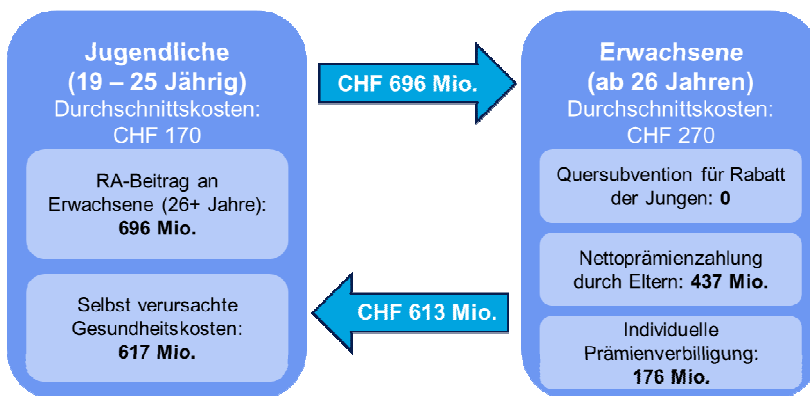 Jugendliche
(19 – 25 Jährig)
Durchschnittskosten:
CHF 170
RA-Beitrag an
Erwachsene (26+ Jahre):
696 Mio.
Selbst verursachte
Gesundheitskosten:
617 Mio.
CHF 696 Mio.
CHF 613 Mio.
Erwachsene
(ab 26 Jahren)
Durchschnittskosten:
CHF 270
Quersubvention für Rabatt
der Jungen: 0
Nettoprämienzahlung
durch Eltern: 437 Mio.
Individuelle
Prämienverbilligung:
176 Mio.